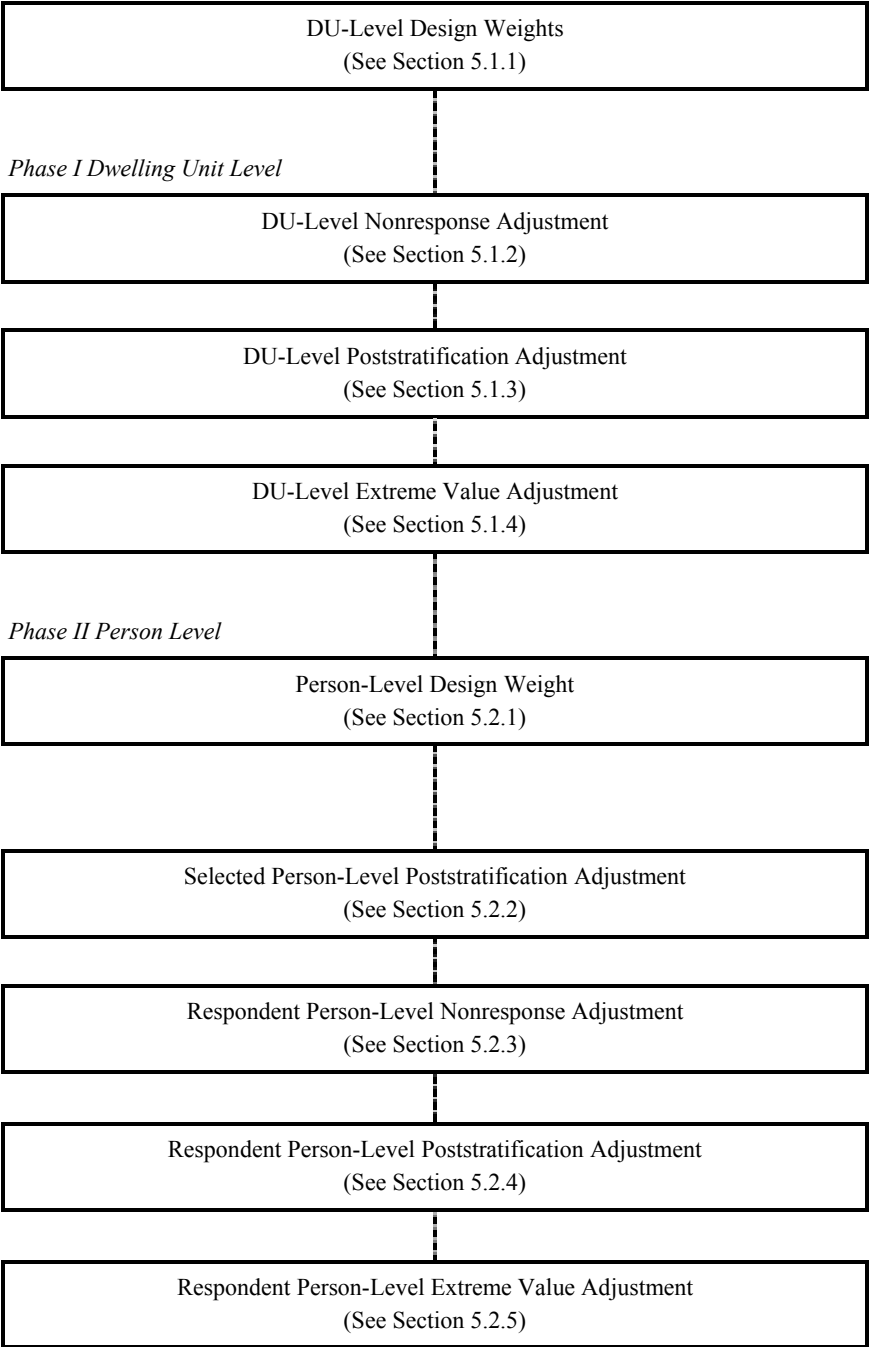 DU-Level Design Weights
(See Section 5.1.1)
Phase I Dwelling Unit Level
DU-Level Nonresponse Adjustment
(See Section 5.1.2)
DU-Level Poststratification Adjustment
(See Section 5.1.3)
DU-Level Extreme Value Adjustment
(See Section 5.1.4)
Phase II Person Level
Person-Level Design Weight
(See Section 5.2.1)
Selected Person-Level Poststratification Adjustment
(See Section 5.2.2)
Respondent Person-Level Nonresponse Adjustment
(See Section 5.2.3)
Respondent Person-Level Poststratification Adjustment
(See Section 5.2.4)
Respondent Person-Level Extreme Value Adjustment
(See Section 5.2.5)